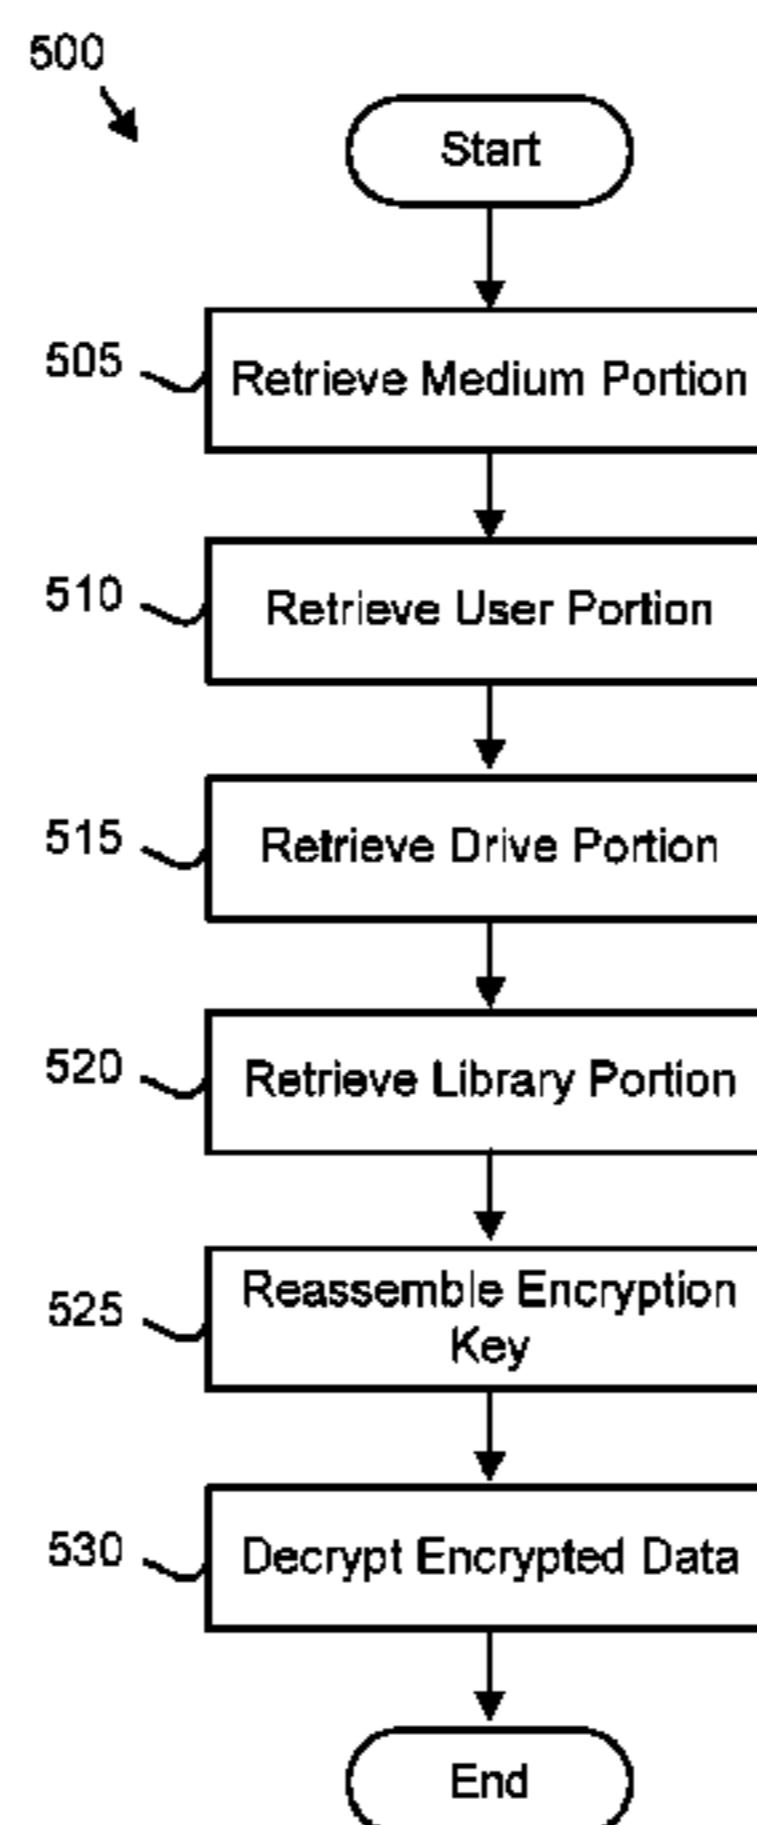 500
Start
505
Retrieve Medium Portion
510
Retrieve User Portion
515
Retrieve Drive Portion
520
Retrieve Library Portion
525
Reassemble Encryption
Key
530
Decrypt Encrypted Data
End